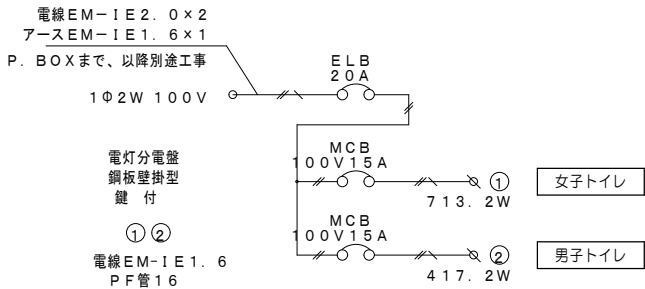 電線EM－IE2．0×2
アースEM－IE1．6×1
P．BOXまで、以降別途工事
1Φ2W 100V
ELB
20A
電灯分電盤
鋼板壁掛型
鍵 付
①②
電線EM-IE1．6
PF管16
MCB
100V15A
①
713．2W
女子トイレ
MCB
100V15A
②
417．2W
男子トイレ